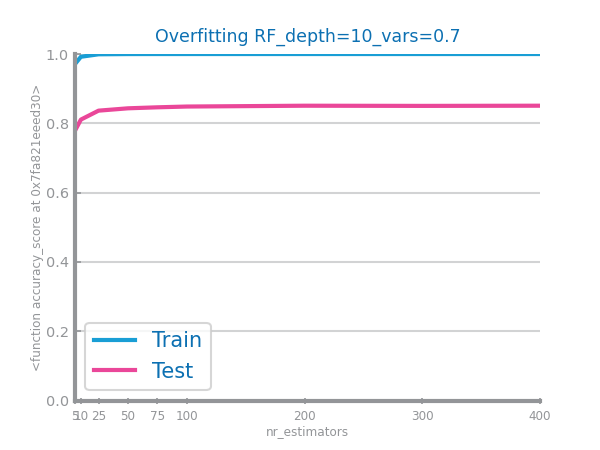 Overfitting RF_depth=10_vars=0.7
<function accuracy_score at 0x7fa821eeed30>
1.0
0.8
0.6
0.4
0.2
0.0
Train
Test
5 10 25 50 75 100 200 300 400
nr_estimators